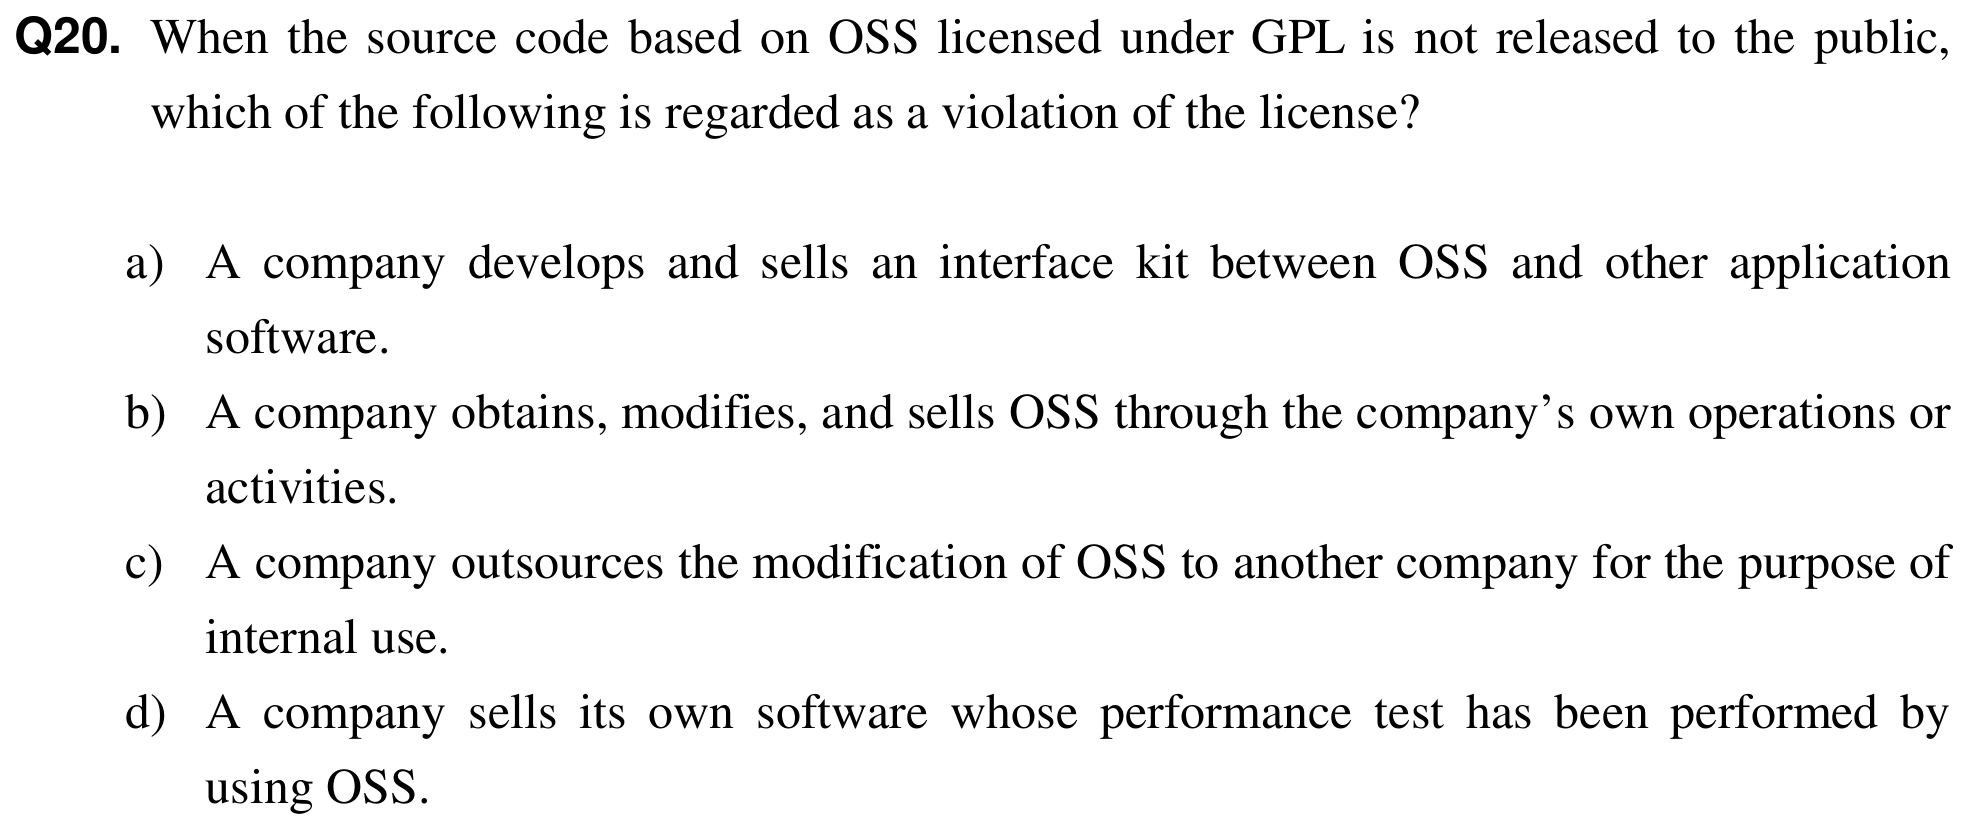 Q20. When the source code based on OSS licensed under GPL is not released to the public,
which of the following is regarded as a violation of the license?
a) A company develops and sells an interface kit between OSS and other application
software.
b) A company obtains, modifies, and sells OSS through the company’s own operations or
activities.
c) A company outsources the modification of OSS to another company for the purpose of
internal use.
d) A company sells its own software whose performance test has been performed by
using OSS.